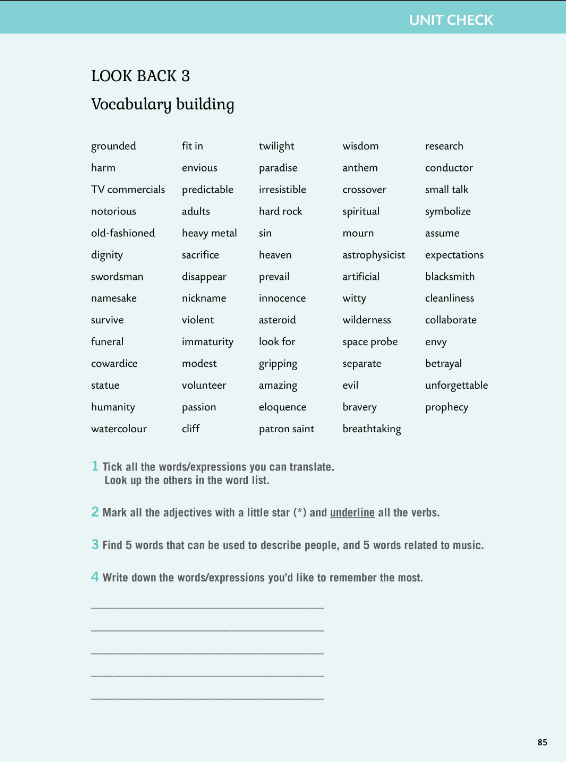 UNIT CHECK
LOOK BACK 3
Vocabulary building
grounded fit in twilight wisdom research
harm envious paradise anthem conductor
TV commercials predictable irresistible crossover small talk
notorious adults hard rock spiritual symbolize
old-fashioned heavy metal sin mourn assume
dignity sacrifice heaven astrophysicist expectations
swordsman disappear prevail artificial blacksmith
namesake nickname innocence witty cleanliness
survive violent asteroid wilderness collaborate
funeral immaturity look for space probe envy
cowardice modest gripping separate betrayal
statue volunteer amazing evil unforgettable
humanity passion eloquence bravery prophecy
watercolour cliff patron saint breathtaking
1 Tick all the words/expressions you can translate.
Look up the others in the word list.
2 Mark all the adjectives with a little star (*) and underline all the verbs.
3 Find 5 words that can be used to describe people, and 5 words related to music.
4 Write down the words/expressions you'd like to remember the most.
85